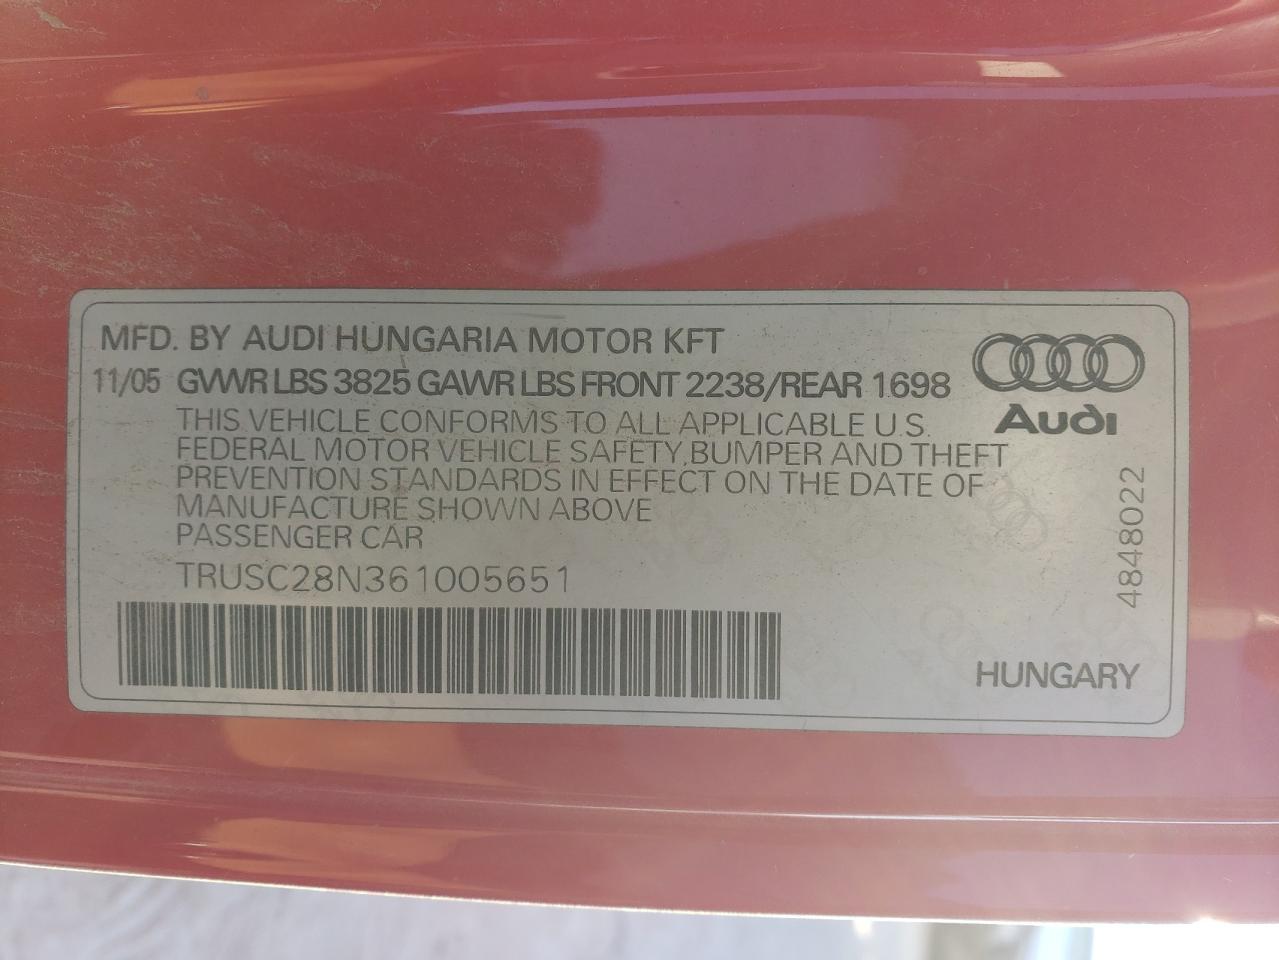 MFD. BY AUDI HUNGARIA MOTOR KFT
11/05 GVWR LBS 3825 GAWR LBS FRONT 2238/REAR 1698
THIS VEHICLE CONFORMS TO ALL APPLICABLE U.S.
FEDERAL MOTOR VEHICLE SAFETY, BUMPER AND THEFT
PREVENTION STANDARDS IN EFFECT ON THE DATE OF
MANUFACTURE SHOWN ABOVE
PASSENGER CAR
TRUSC28N361005651
Audi
4848022
HUNGARY